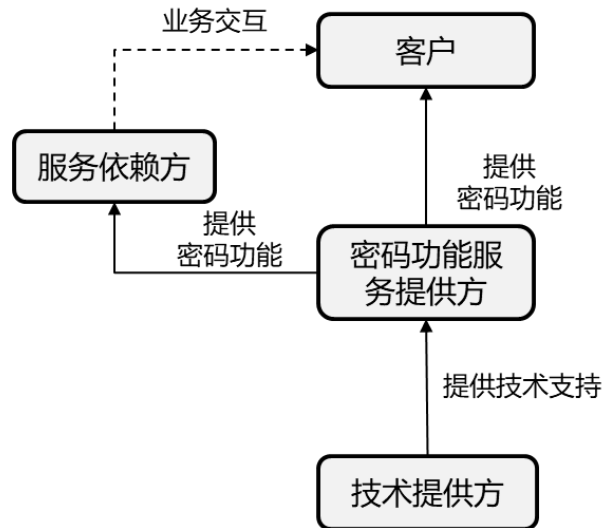 业务交互
客户
服务依赖方
提供
密码功能
提供
密码功能
密码功能服
务提供方
提供技术支持
技术提供方